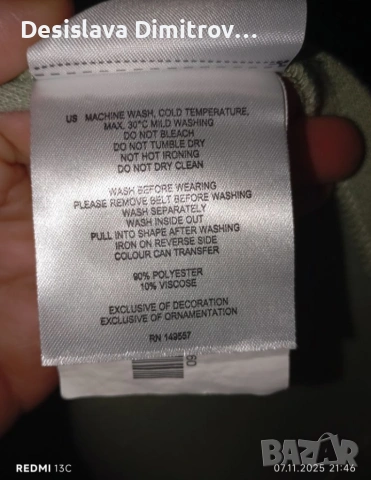 Desislava Dimitrov...
US MACHINE WASH, COLD TEMPERATURE,
MAX. 30°C MILD WASHING
DO NOT BLEACH
DO NOT TUMBLE DRY
NOT HOT IRONING
DO NOT DRY CLEAN
WASH BEFORE WEARING
PLEASE REMOVE BELT BEFORE WASHING
WASH SEPARATELY
WASH INSIDE OUT
PULL INTO SHAPE AFTER WASHING
IRON ON REVERSE SIDE
COLOUR CAN TRANSFER
90% POLYESTER
10% VISCOSE
EXCLUSIVE OF DECORATION
EXCLUSIVE OF ORNAMENTATION
RN 149557
REDMI 13C
07.11.2025 21:46
BAZAR